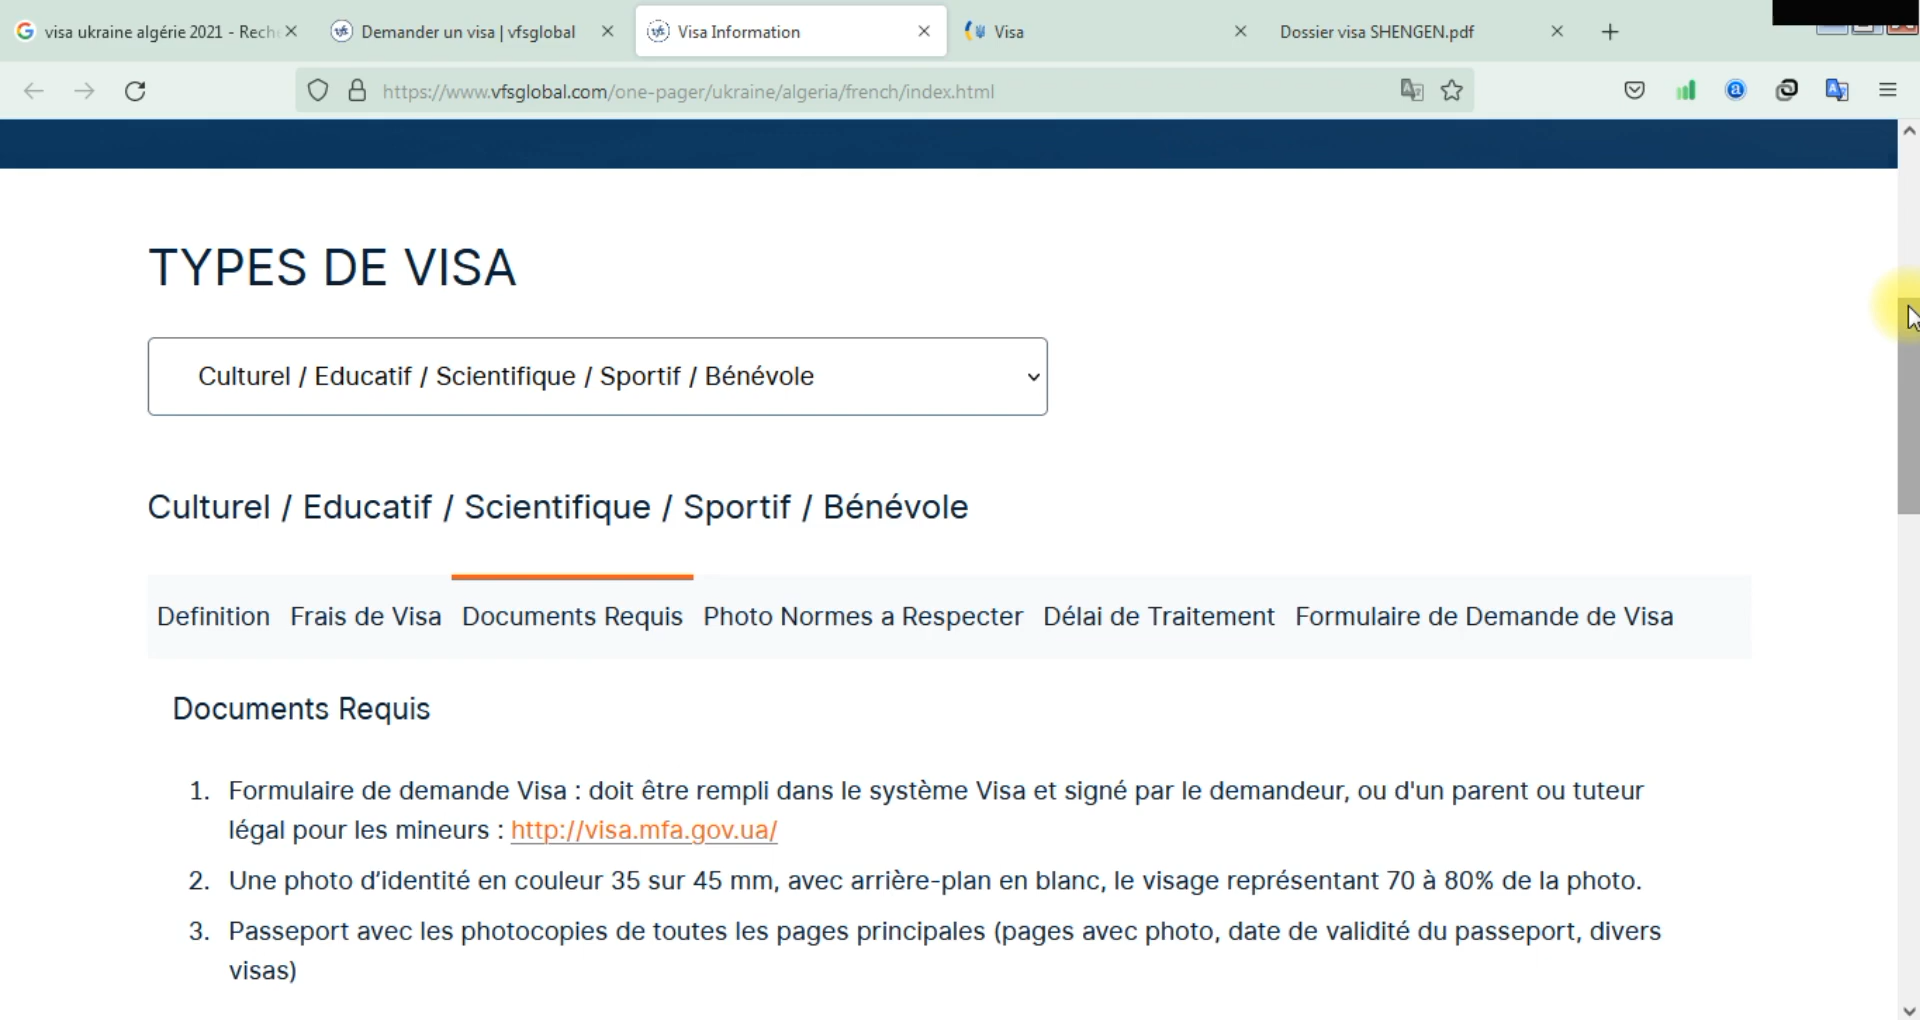 visa ukraine algérie 2021 - Rech
Demander un visa | vfsglobal
Visa Information
Visa
Dossier visa SHENGEN.pdf
https://www.vfsglobal.com/one-pager/ukraine/algeria/french/index.html
TYPES DE VISA
Culturel / Educatif / Scientifique / Sportif / Bénévole
Culturel / Educatif / Scientifique / Sportif / Bénévole
Definition Frais de Visa Documents Requis Photo Normes a Respecter Délai de Traitement Formulaire de Demande de Visa
Documents Requis
1. Formulaire de demande Visa : doit être rempli dans le système Visa et signé par le demandeur, ou d'un parent ou tuteur
légal pour les mineurs : http://visa.mfa.gov.ua/
2. Une photo d’identité en couleur 35 sur 45 mm, avec arrière-plan en blanc, le visage représentant 70 à 80% de la photo.
3. Passeport avec les photocopies de toutes les pages principales (pages avec photo, date de validité du passeport, divers
visas)